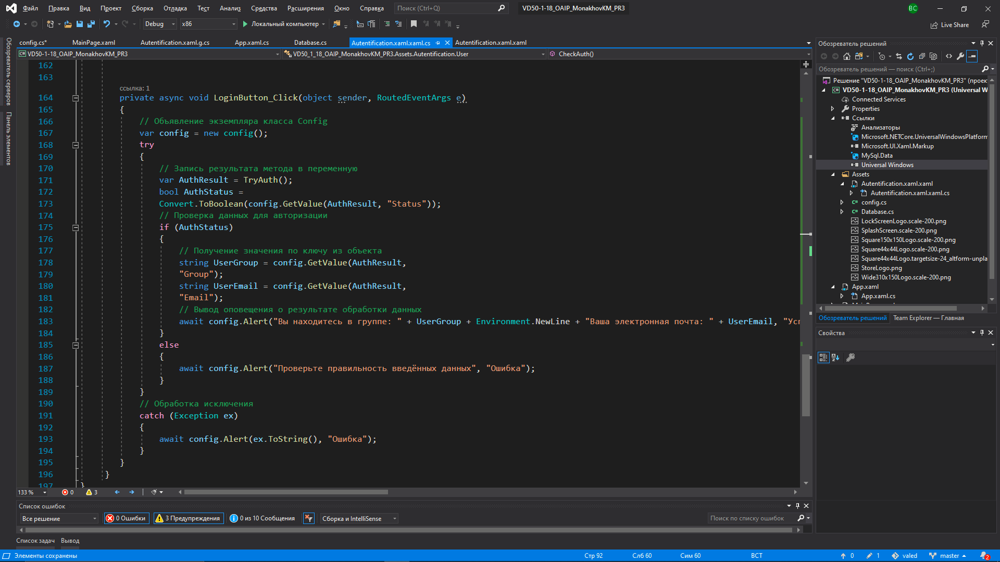 Файл Правка Вид Проект Сборка Отладка Тест Анализ Средства Расширения Окно Справка Поиск (Ctrl+Q) VD50-1-18_OAIP_MonakhovKM_PR3 ВС
Debug x86 Локальный компьютер Live Share
config.cs* MainPage.xaml Autentification.xaml.g.cs App.xaml.cs Database.cs Autentification.xaml.xaml.cs Autentification.xaml.xaml
VD50-1-18_OAIP_MonakhovKM_PR3 VD50_1_18_OAIP_MonakhovKM_PR3.Assets.Autentification.User CheckAuth()
Обозреватель серверов
Панель элементов
162
163
ссылка: 1
164 private async void LoginButton_Click(object sender, RoutedEventArgs e)
165 {
166 // Объявление экземпляра класса Config
167 var config = new config();
168 try
169 {
170 // Запись результата метода в переменную
171 var AuthResult = TryAuth();
172 bool AuthStatus =
173 Convert.ToBoolean(config.GetValue(AuthResult, "Status"));
174 // Проверка данных для авторизации
175 if (AuthStatus)
176 {
177 // Получение значения по ключу из объекта
178 string UserGroup = config.GetValue(AuthResult,
179 "Group");
180 string UserEmail = config.GetValue(AuthResult,
181 "Email");
182 // Вывод оповещения о результате обработки данных
183 await config.Alert("Вы находитесь в группе: " + UserGroup + Environment.NewLine + "Ваша электронная почта: " + UserEmail, "Усп
184 }
185 else
186 {
187 await config.Alert("Проверьте правильность введённых данных", "Ошибка");
188 }
189 }
190 // Обработка исключения
191 catch (Exception ex)
192 {
193 await config.Alert(ex.ToString(), "Ошибка");
194 }
195 }
196 }
197 }
133 % 0 3
Список ошибок
Все решение 0 Ошибки 3 Предупреждения 0 из 10 Сообщения Сборка и IntelliSense Поиск по списку ошибок
Список задач Вывод
Элементы сохранены Стр 92 Слб 60 Сим 60 ВСТ 0 1 valed master 2
Обозреватель решений
Обозреватель решений — поиск (Ctrl+;)
Решение "VD50-1-18_OAIP_MonakhovKM_PR3" (проек
VD50-1-18_OAIP_MonakhovKM_PR3 (Universal W
Connected Services
Properties
Ссылки
Анализаторы
Microsoft.NETCore.UniversalWindowsPlatform
Microsoft.UI.Xaml.Markup
MySql.Data
Universal Windows
Assets
Autentification.xaml.xaml
Autentification.xaml.xaml.cs
config.cs
Database.cs
LockScreenLogo.scale-200.png
SplashScreen.scale-200.png
Square150x150Logo.scale-200.png
Square44x44Logo.scale-200.png
Square44x44Logo.targetsize-24_altform-unpla
StoreLogo.png
Wide310x150Logo.scale-200.png
App.xaml
App.xaml.cs
Обозреватель решений Team Explorer — Главная
Свойства